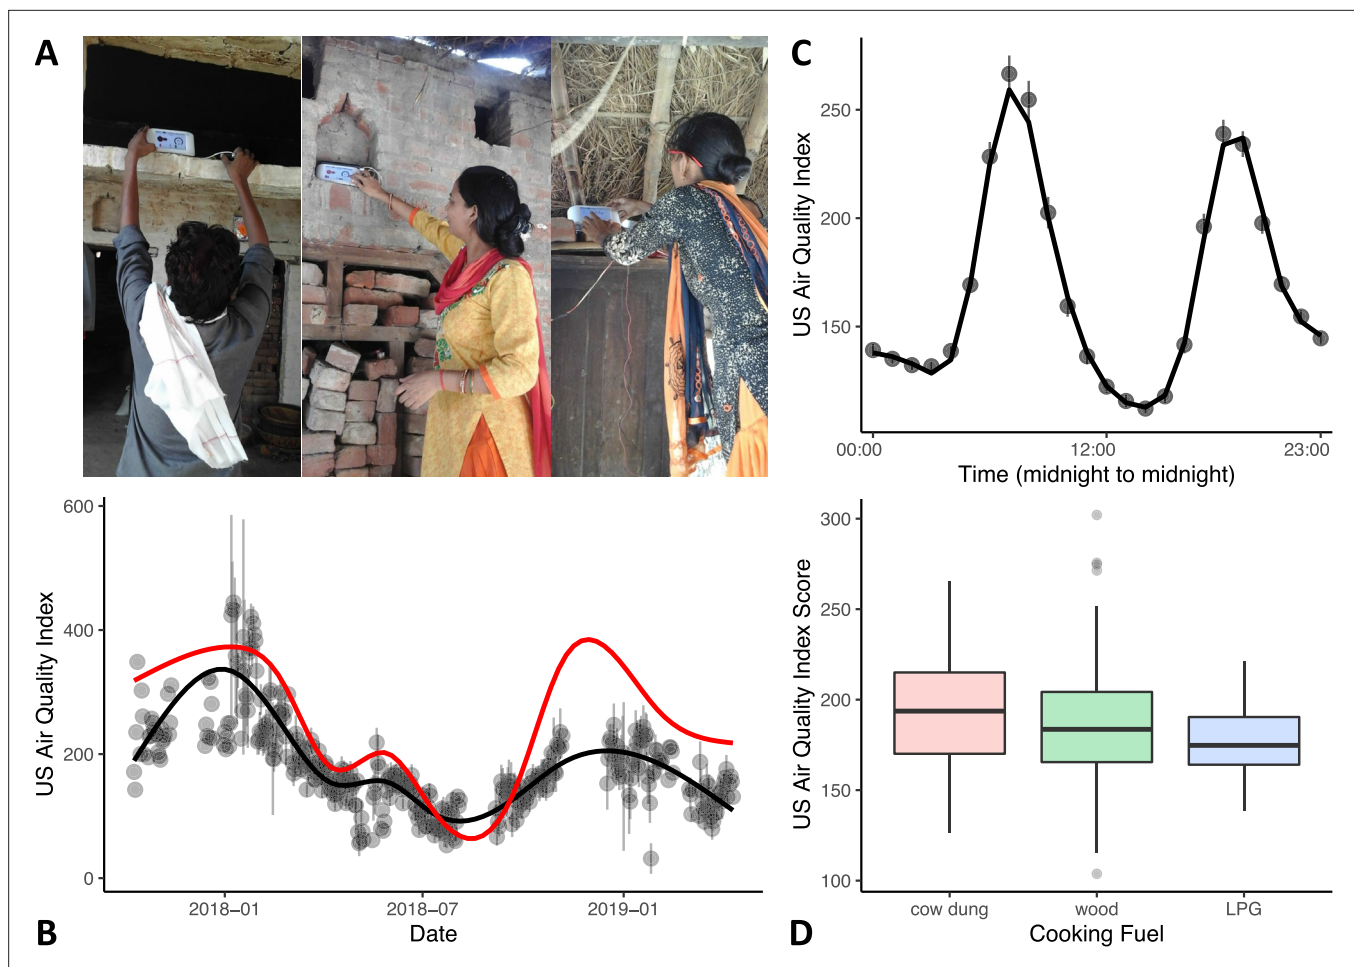 A
C
US Air Quality Index
250
200
150
00:00
12:00
23:00
Time (midnight to midnight)
US Air Quality Index
600
400
200
0
2018–01
2018–07
2019–01
B
Date
US Air Quality Index Score
300
250
200
150
100
cow dung
wood
LPG
D
Cooking Fuel